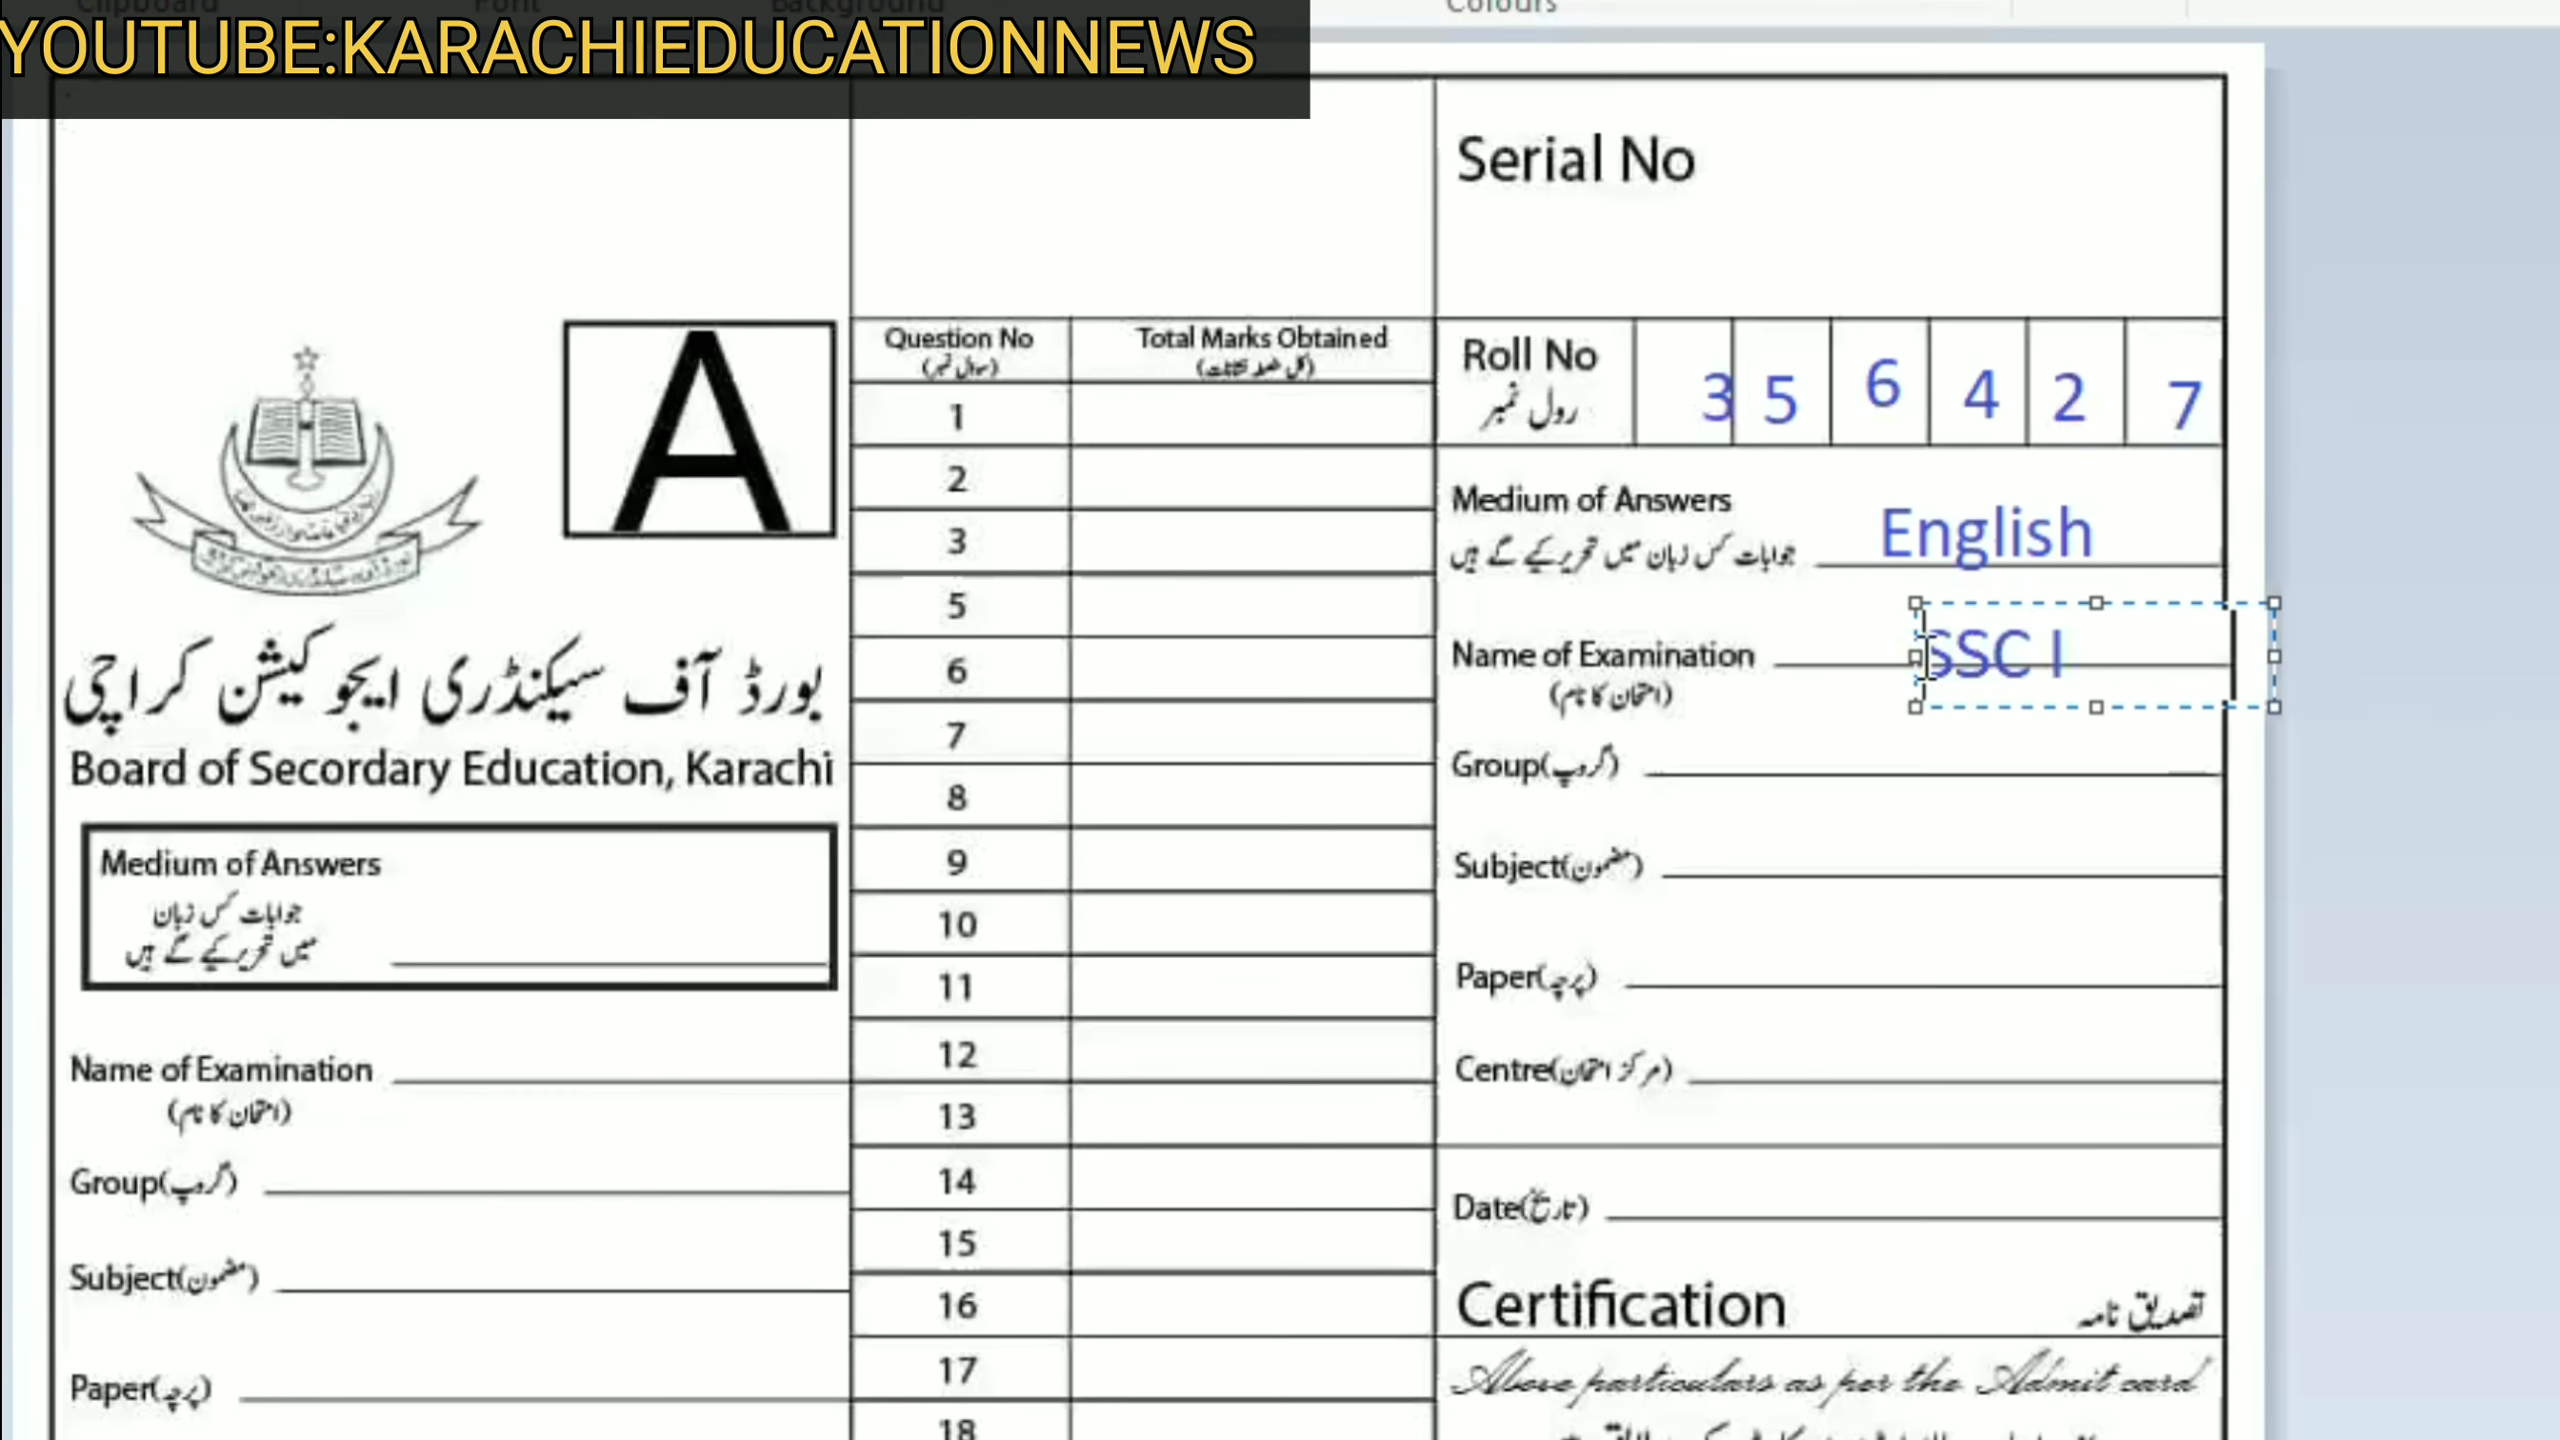 YOUTUBE:KARACHIEDUCATIONNEWS
Clipboard
Font
Background
Colours
A
بورڈ آف سیکنڈری ایجوکیشن کراچی
Board of Secordary Education, Karachi
Medium of Answers
جوابات کس زبان
میں تحریر کیے گے ہیں
Name of Examination
(امتحان کا نام)
Group(گروپ)
Subject(مضمون)
Paper(پرچہ)
Question No
(سوال نمبر)
Total Marks Obtained
1
2
3
5
6
7
8
9
10
11
12
13
14
15
16
17
18
Serial No
Roll No 3 5 6 4 2 7
رول نمبر
Medium of Answers
English
جوابات کس زبان میں تحریر کیے گے ہیں
Name of Examination SSC I
(امتحان کا نام)
Group(گروپ)
Subject(مضمون)
Paper(پرچہ)
Centre(مرکز امتحان)
Date(تاریخ)
Certification تصدیق نامہ
Above particulars as per the Admit card